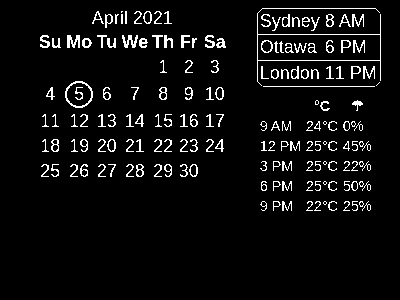 April 2021
Su Mo Tu We Th Fr Sa
1 2 3
4 5 6 7 8 9 10
11 12 13 14 15 16 17
18 19 20 21 22 23 24
25 26 27 28 29 30
Sydney 8 AM
Ottawa 6 PM
London 11 PM
°C ☂
9 AM 24°C 0%
12 PM 25°C 45%
3 PM 25°C 22%
6 PM 25°C 50%
9 PM 22°C 25%